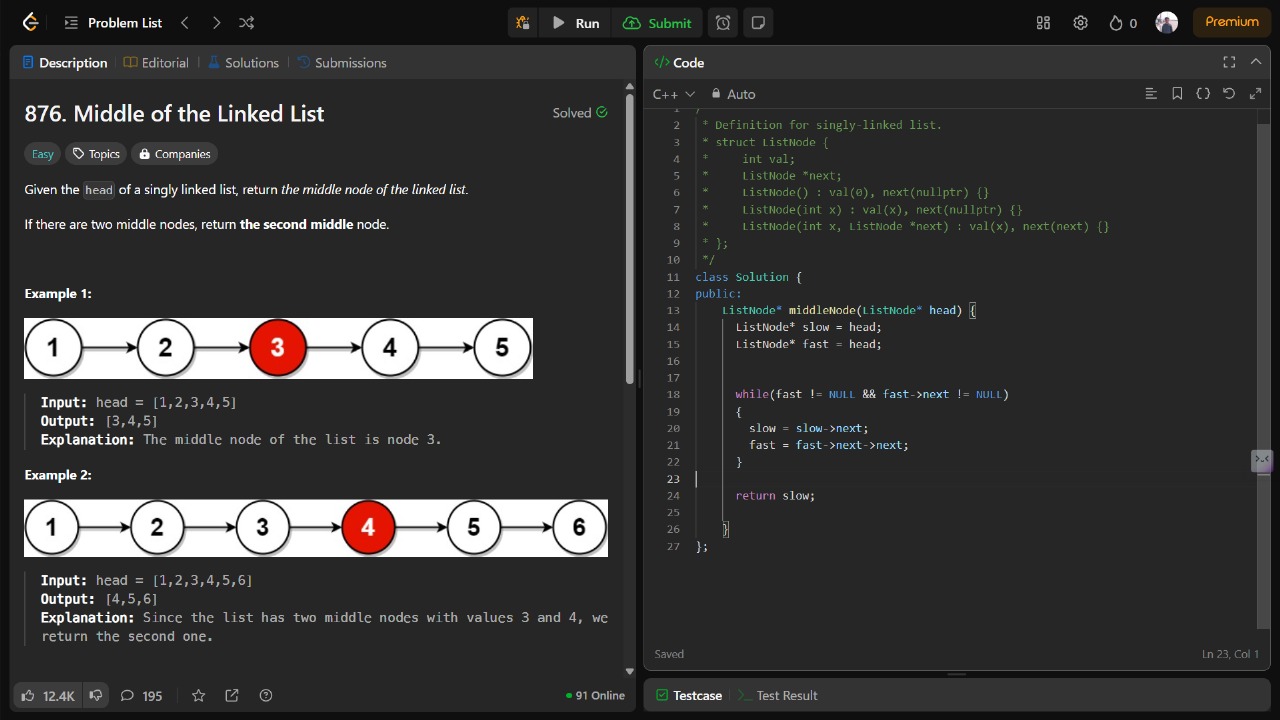 Problem List
Run
Submit
0
Premium
Description
Editorial
Solutions
Submissions
876. Middle of the Linked List
Solved
Easy
Topics
Companies
Given the head of a singly linked list, return the middle node of the linked list.
If there are two middle nodes, return the second middle node.
Example 1:
1 2 3 4 5
Input: head = [1,2,3,4,5]
Output: [3,4,5]
Explanation: The middle node of the list is node 3.
Example 2:
1 2 3 4 5 6
Input: head = [1,2,3,4,5,6]
Output: [4,5,6]
Explanation: Since the list has two middle nodes with values 3 and 4, we
return the second one.
12.4K
195
91 Online
</> Code
C++
Auto
2 * Definition for singly-linked list.
3 * struct ListNode {
4 *     int val;
5 *     ListNode *next;
6 *     ListNode() : val(0), next(nullptr) {}
7 *     ListNode(int x) : val(x), next(nullptr) {}
8 *     ListNode(int x, ListNode *next) : val(x), next(next) {}
9 * };
10 */
11 class Solution {
12 public:
13     ListNode* middleNode(ListNode* head) {
14       ListNode* slow = head;
15       ListNode* fast = head;
16
17
18       while(fast != NULL && fast->next != NULL)
19       {
20         slow = slow->next;
21         fast = fast->next->next;
22       }
23
24       return slow;
25
26     }
27 };
Saved
Ln 23, Col 1
Testcase
>_ Test Result